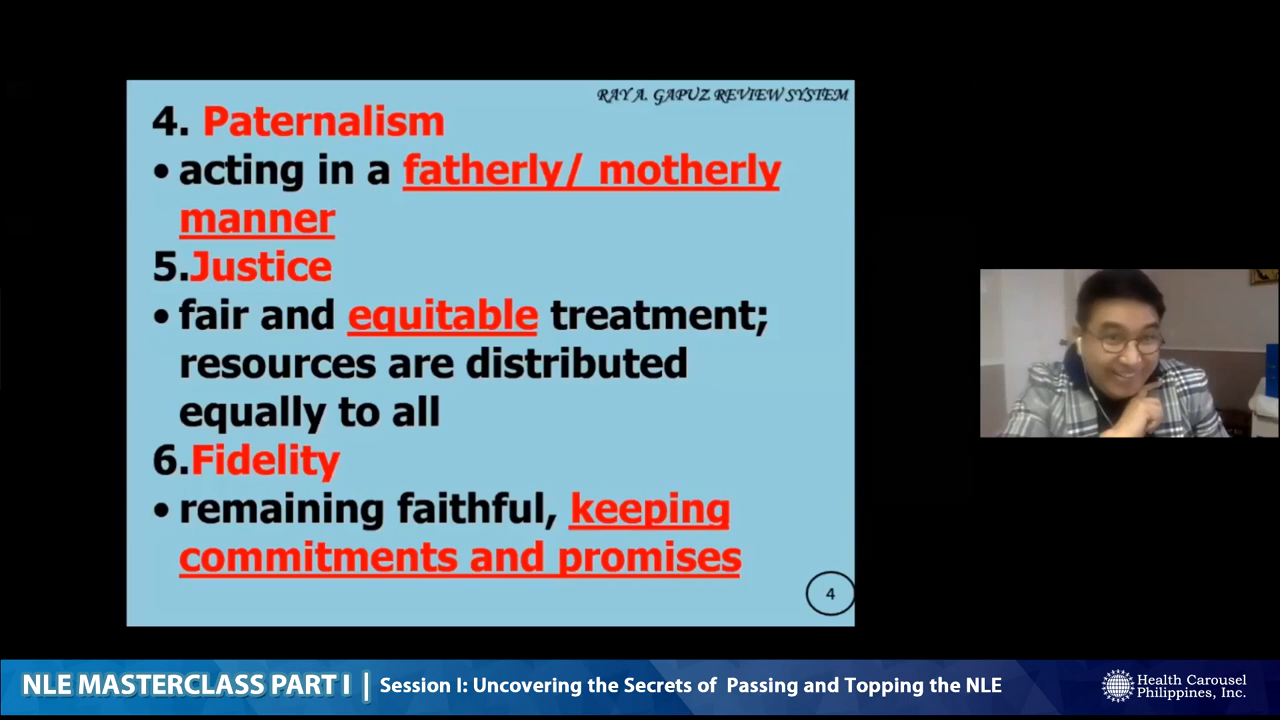 RAY A. GAPUZ REVIEW SYSTEM
4. Paternalism
• acting in a fatherly/ motherly
manner
5.Justice
• fair and equitable treatment;
resources are distributed
equally to all
6.Fidelity
• remaining faithful, keeping
commitments and promises
4
NLE MASTERCLASS PART I | Session I: Uncovering the Secrets of Passing and Topping the NLE
Health Carousel
Philippines, Inc.